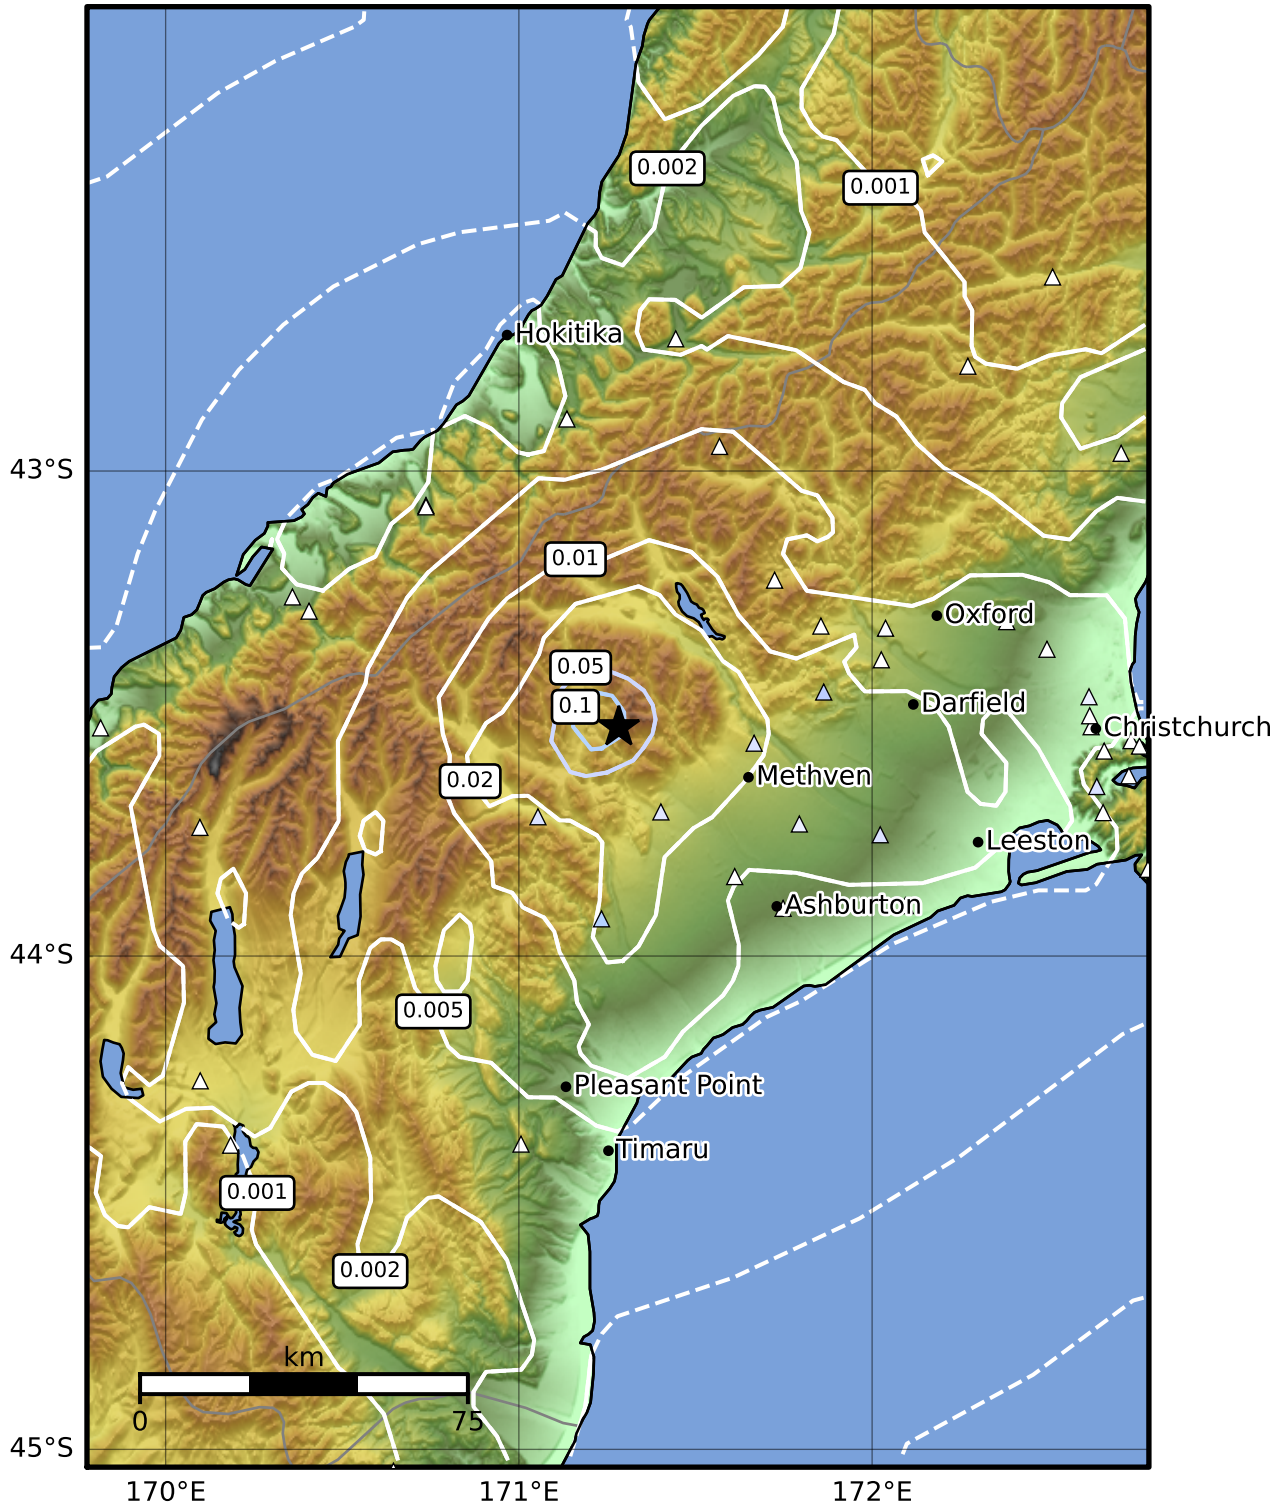 0.002
0.001
Hokitika
43°S
0.01
Oxford
0.05
0.1
Darfield
Christchurch
0.02
Methven
Leeston
Ashburton
44°S
0.005
Pleasant Point
Timaru
0.001
0.002
km
0
75
45°S
170°E
171°E
172°E